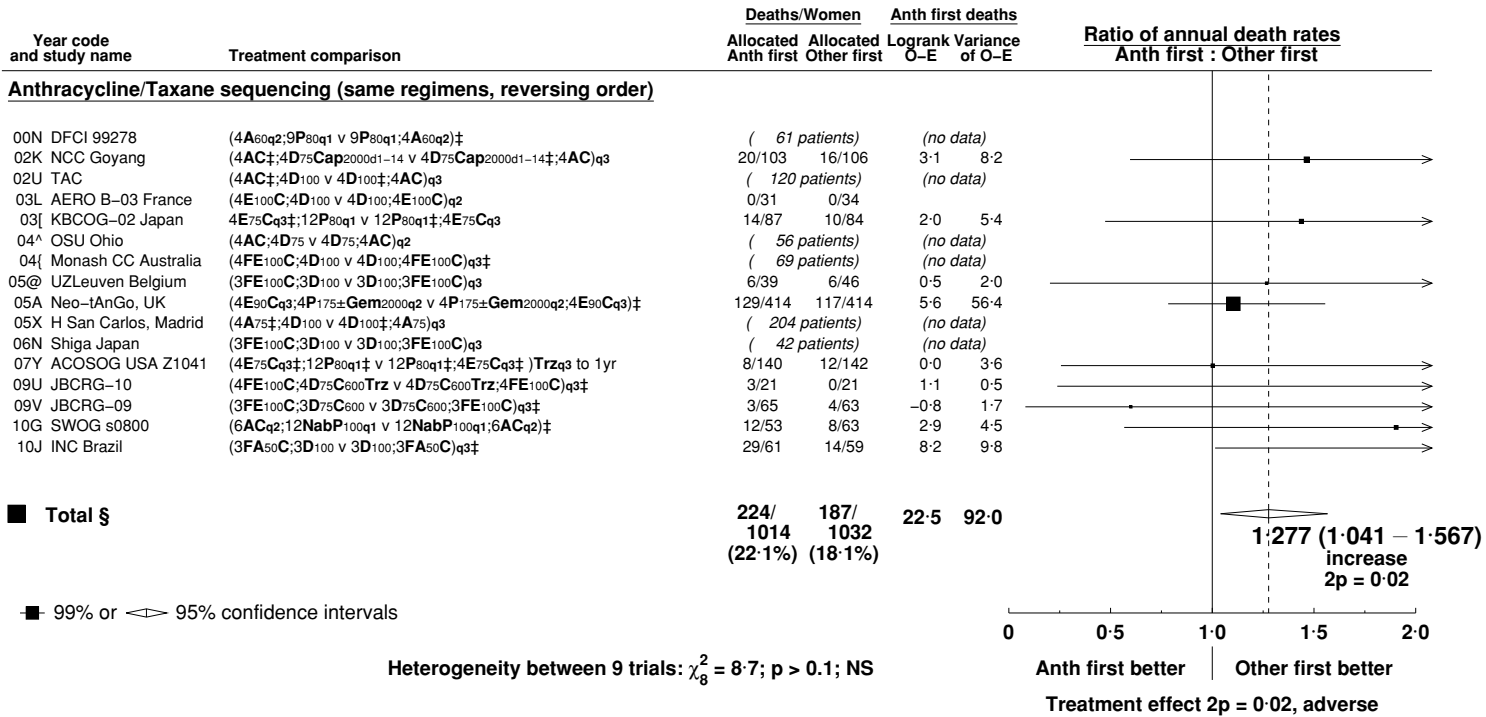 Deaths/Women Anth first deaths
Year code and study name Treatment comparison Allocated Anth first Allocated Other first Logrank O–E Variance of O–E Ratio of annual death rates Anth first : Other first
Anthracycline/Taxane sequencing (same regimens, reversing order)
00N DFCI 99278 (4A60q2;9P80q1 v 9P80q1;4A60q2)‡ ( 61 patients) (no data)
02K NCC Goyang (4AC‡;4D75Cap2000d1–14 v 4D75Cap2000d1–14‡;4AC)q3 20/103 16/106 3·1 8·2
02U TAC (4AC‡;4D100 v 4D100‡;4AC)q3 ( 120 patients) (no data)
03L AERO B–03 France (4E100C;4D100 v 4D100;4E100C)q2 0/31 0/34
03[ KBCOG–02 Japan 4E75Cq3‡;12P80q1 v 12P80q1‡;4E75Cq3 14/87 10/84 2·0 5·4
04^ OSU Ohio (4AC;4D75 v 4D75;4AC)q2 ( 56 patients) (no data)
04{ Monash CC Australia (4FE100C;4D100 v 4D100;4FE100C)q3‡ ( 69 patients) (no data)
05@ UZLeuven Belgium (3FE100C;3D100 v 3D100;3FE100C)q3 6/39 6/46 0·5 2·0
05A Neo–tAnGo, UK (4E90Cq3;4P175±Gem2000q2 v 4P175±Gem2000q2;4E90Cq3)‡ 129/414 117/414 5·6 56·4
05X H San Carlos, Madrid (4A75‡;4D100 v 4D100‡;4A75)q3 ( 204 patients) (no data)
06N Shiga Japan (3FE100C;3D100 v 3D100;3FE100C)q3 ( 42 patients) (no data)
07Y ACOSOG USA Z1041 (4E75Cq3‡;12P80q1‡ v 12P80q1‡;4E75Cq3‡ )Trzq3 to 1yr 8/140 12/142 0·0 3·6
09U JBCRG–10 (4FE100C;4D75C600Trz v 4D75C600Trz;4FE100C)q3‡ 3/21 0/21 1·1 0·5
09V JBCRG–09 (3FE100C;3D75C600 v 3D75C600;3FE100C)q3‡ 3/65 4/63 –0·8 1·7
10G SWOG s0800 (6ACq2;12NabP100q1 v 12NabP100q1;6ACq2)‡ 12/53 8/63 2·9 4·5
10J INC Brazil (3FA50C;3D100 v 3D100;3FA50C)q3‡ 29/61 14/59 8·2 9·8
Total § 224/ 187/ 22·5 92·0
1014 1032
(22·1%) (18·1%)
1·277 (1·041 – 1·567)
increase
2p = 0·02
99% or 95% confidence intervals
0 0·5 1·0 1·5 2·0
Heterogeneity between 9 trials: χ²₈ = 8·7; p > 0.1; NS
Anth first better Other first better
Treatment effect 2p = 0·02, adverse